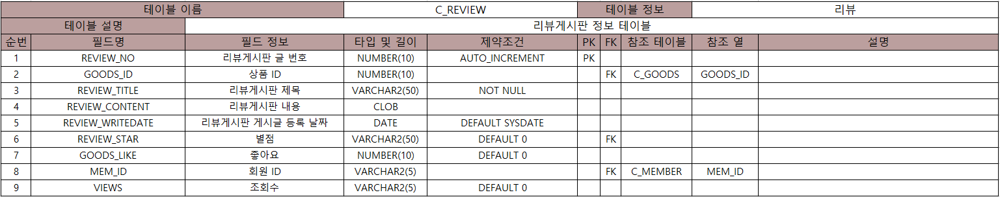 테이블 이름 C_REVIEW 테이블 정보 리뷰
테이블 설명 리뷰게시판 정보 테이블
순번 필드명 필드 정보 타입 및 길이 제약조건 PK FK 참조 테이블 참조 열 설명
1 REVIEW_NO 리뷰게시판 글 번호 NUMBER(10) AUTO_INCREMENT PK
2 GOODS_ID 상품 ID NUMBER(10) FK C_GOODS GOODS_ID
3 REVIEW_TITLE 리뷰게시판 제목 VARCHAR2(50) NOT NULL
4 REVIEW_CONTENT 리뷰게시판 내용 CLOB
5 REVIEW_WRITEDATE 리뷰게시판 게시글 등록 날짜 DATE DEFAULT SYSDATE
6 REVIEW_STAR 별점 VARCHAR2(50) DEFAULT 0 FK
7 GOODS_LIKE 좋아요 NUMBER(10) DEFAULT 0
8 MEM_ID 회원 ID VARCHAR2(5) FK C_MEMBER MEM_ID
9 VIEWS 조회수 VARCHAR2(5) DEFAULT 0